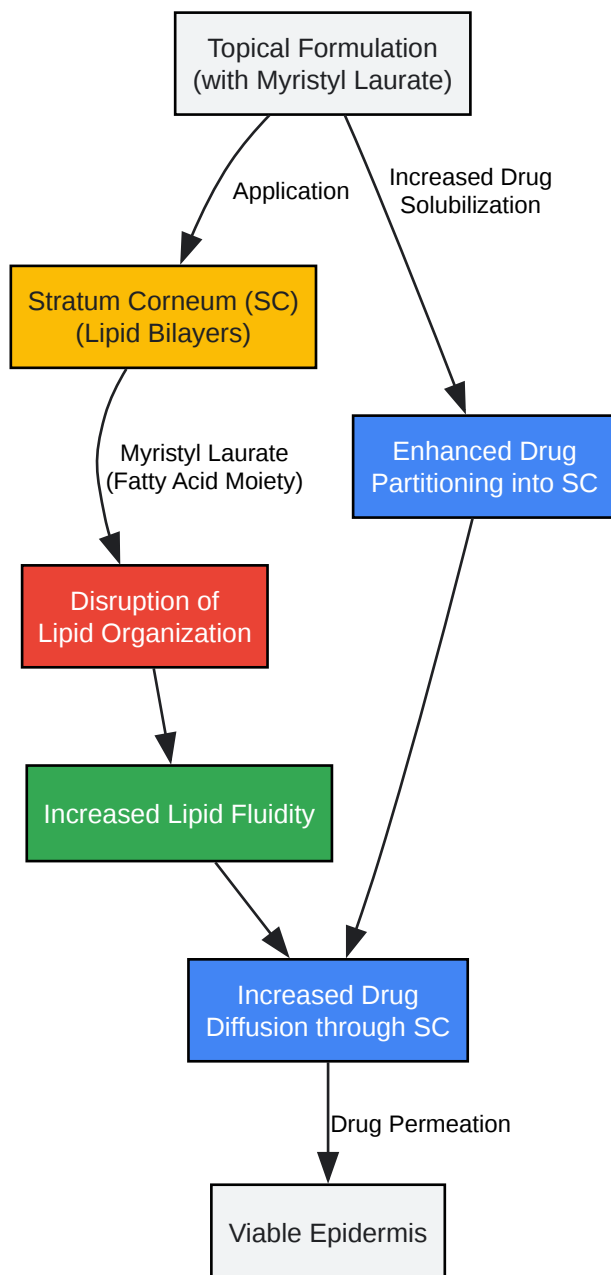 Topical Formulation
(with Myristyl Laurate)
Application
Increased Drug
Solubilization
Stratum Corneum (SC)
(Lipid Bilayers)
Myristyl Laurate
(Fatty Acid Moiety)
Enhanced Drug
Partitioning into SC
Disruption of
Lipid Organization
Increased Lipid Fluidity
Increased Drug
Diffusion through SC
Drug Permeation
Viable Epidermis